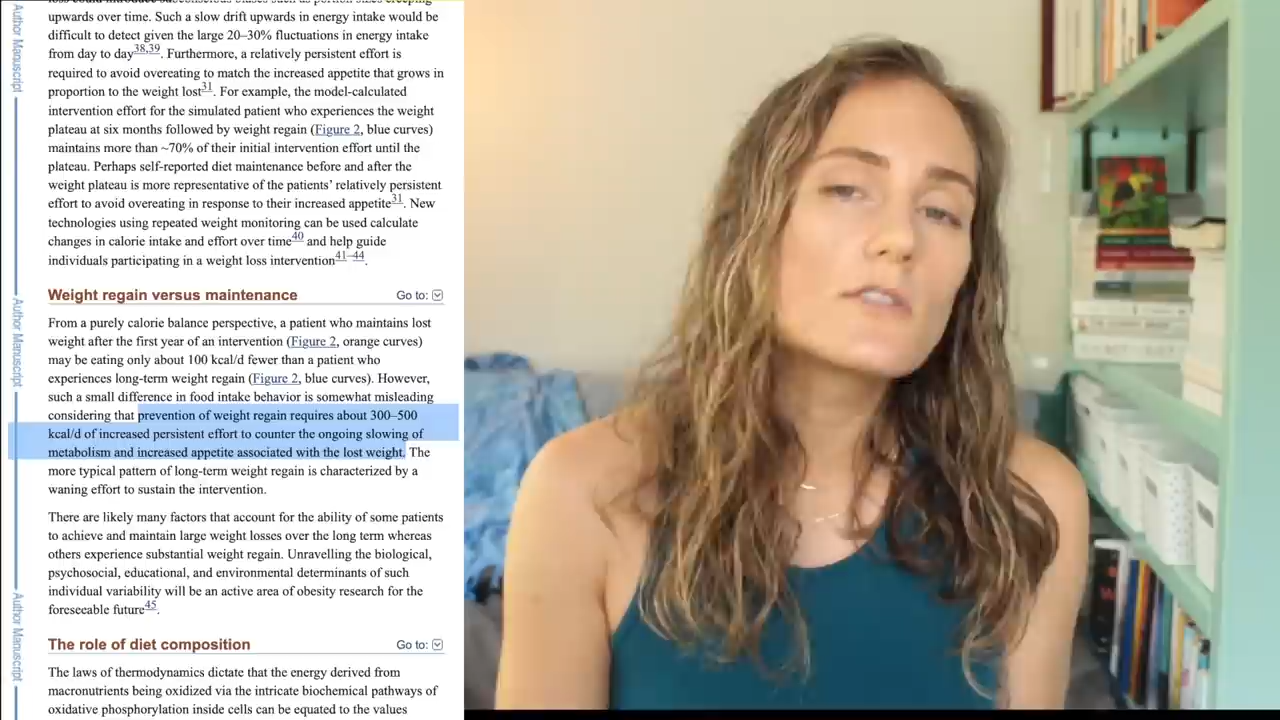 upwards over time. Such a slow drift upwards in energy intake would be
difficult to detect given the large 20–30% fluctuations in energy intake
from day to day38,39. Furthermore, a relatively persistent effort is
required to avoid overeating to match the increased appetite that grows in
proportion to the weight lost31. For example, the model-calculated
intervention effort for the simulated patient who experiences the weight
plateau at six months followed by weight regain (Figure 2, blue curves)
maintains more than ~70% of their initial intervention effort until the
plateau. Perhaps self-reported diet maintenance before and after the
weight plateau is more representative of the patients’ relatively persistent
effort to avoid overeating in response to their increased appetite31. New
technologies using repeated weight monitoring can be used calculate
changes in calorie intake and effort over time40 and help guide
individuals participating in a weight loss intervention41–44.
Weight regain versus maintenance
Go to:
From a purely calorie balance perspective, a patient who maintains lost
weight after the first year of an intervention (Figure 2, orange curves)
may be eating only about 100 kcal/d fewer than a patient who
experiences long-term weight regain (Figure 2, blue curves). However,
such a small difference in food intake behavior is somewhat misleading
considering that prevention of weight regain requires about 300–500
kcal/d of increased persistent effort to counter the ongoing slowing of
metabolism and increased appetite associated with the lost weight. The
more typical pattern of long-term weight regain is characterized by a
waning effort to sustain the intervention.
There are likely many factors that account for the ability of some patients
to achieve and maintain large weight losses over the long term whereas
others experience substantial weight regain. Unravelling the biological,
psychosocial, educational, and environmental determinants of such
individual variability will be an active area of obesity research for the
foreseeable future45.
The role of diet composition
Go to:
The laws of thermodynamics dictate that the energy derived from
macronutrients being oxidized via the intricate biochemical pathways of
oxidative phosphorylation inside cells can be equated to the values
Author Manuscript
Author Manuscript
Author Manuscript